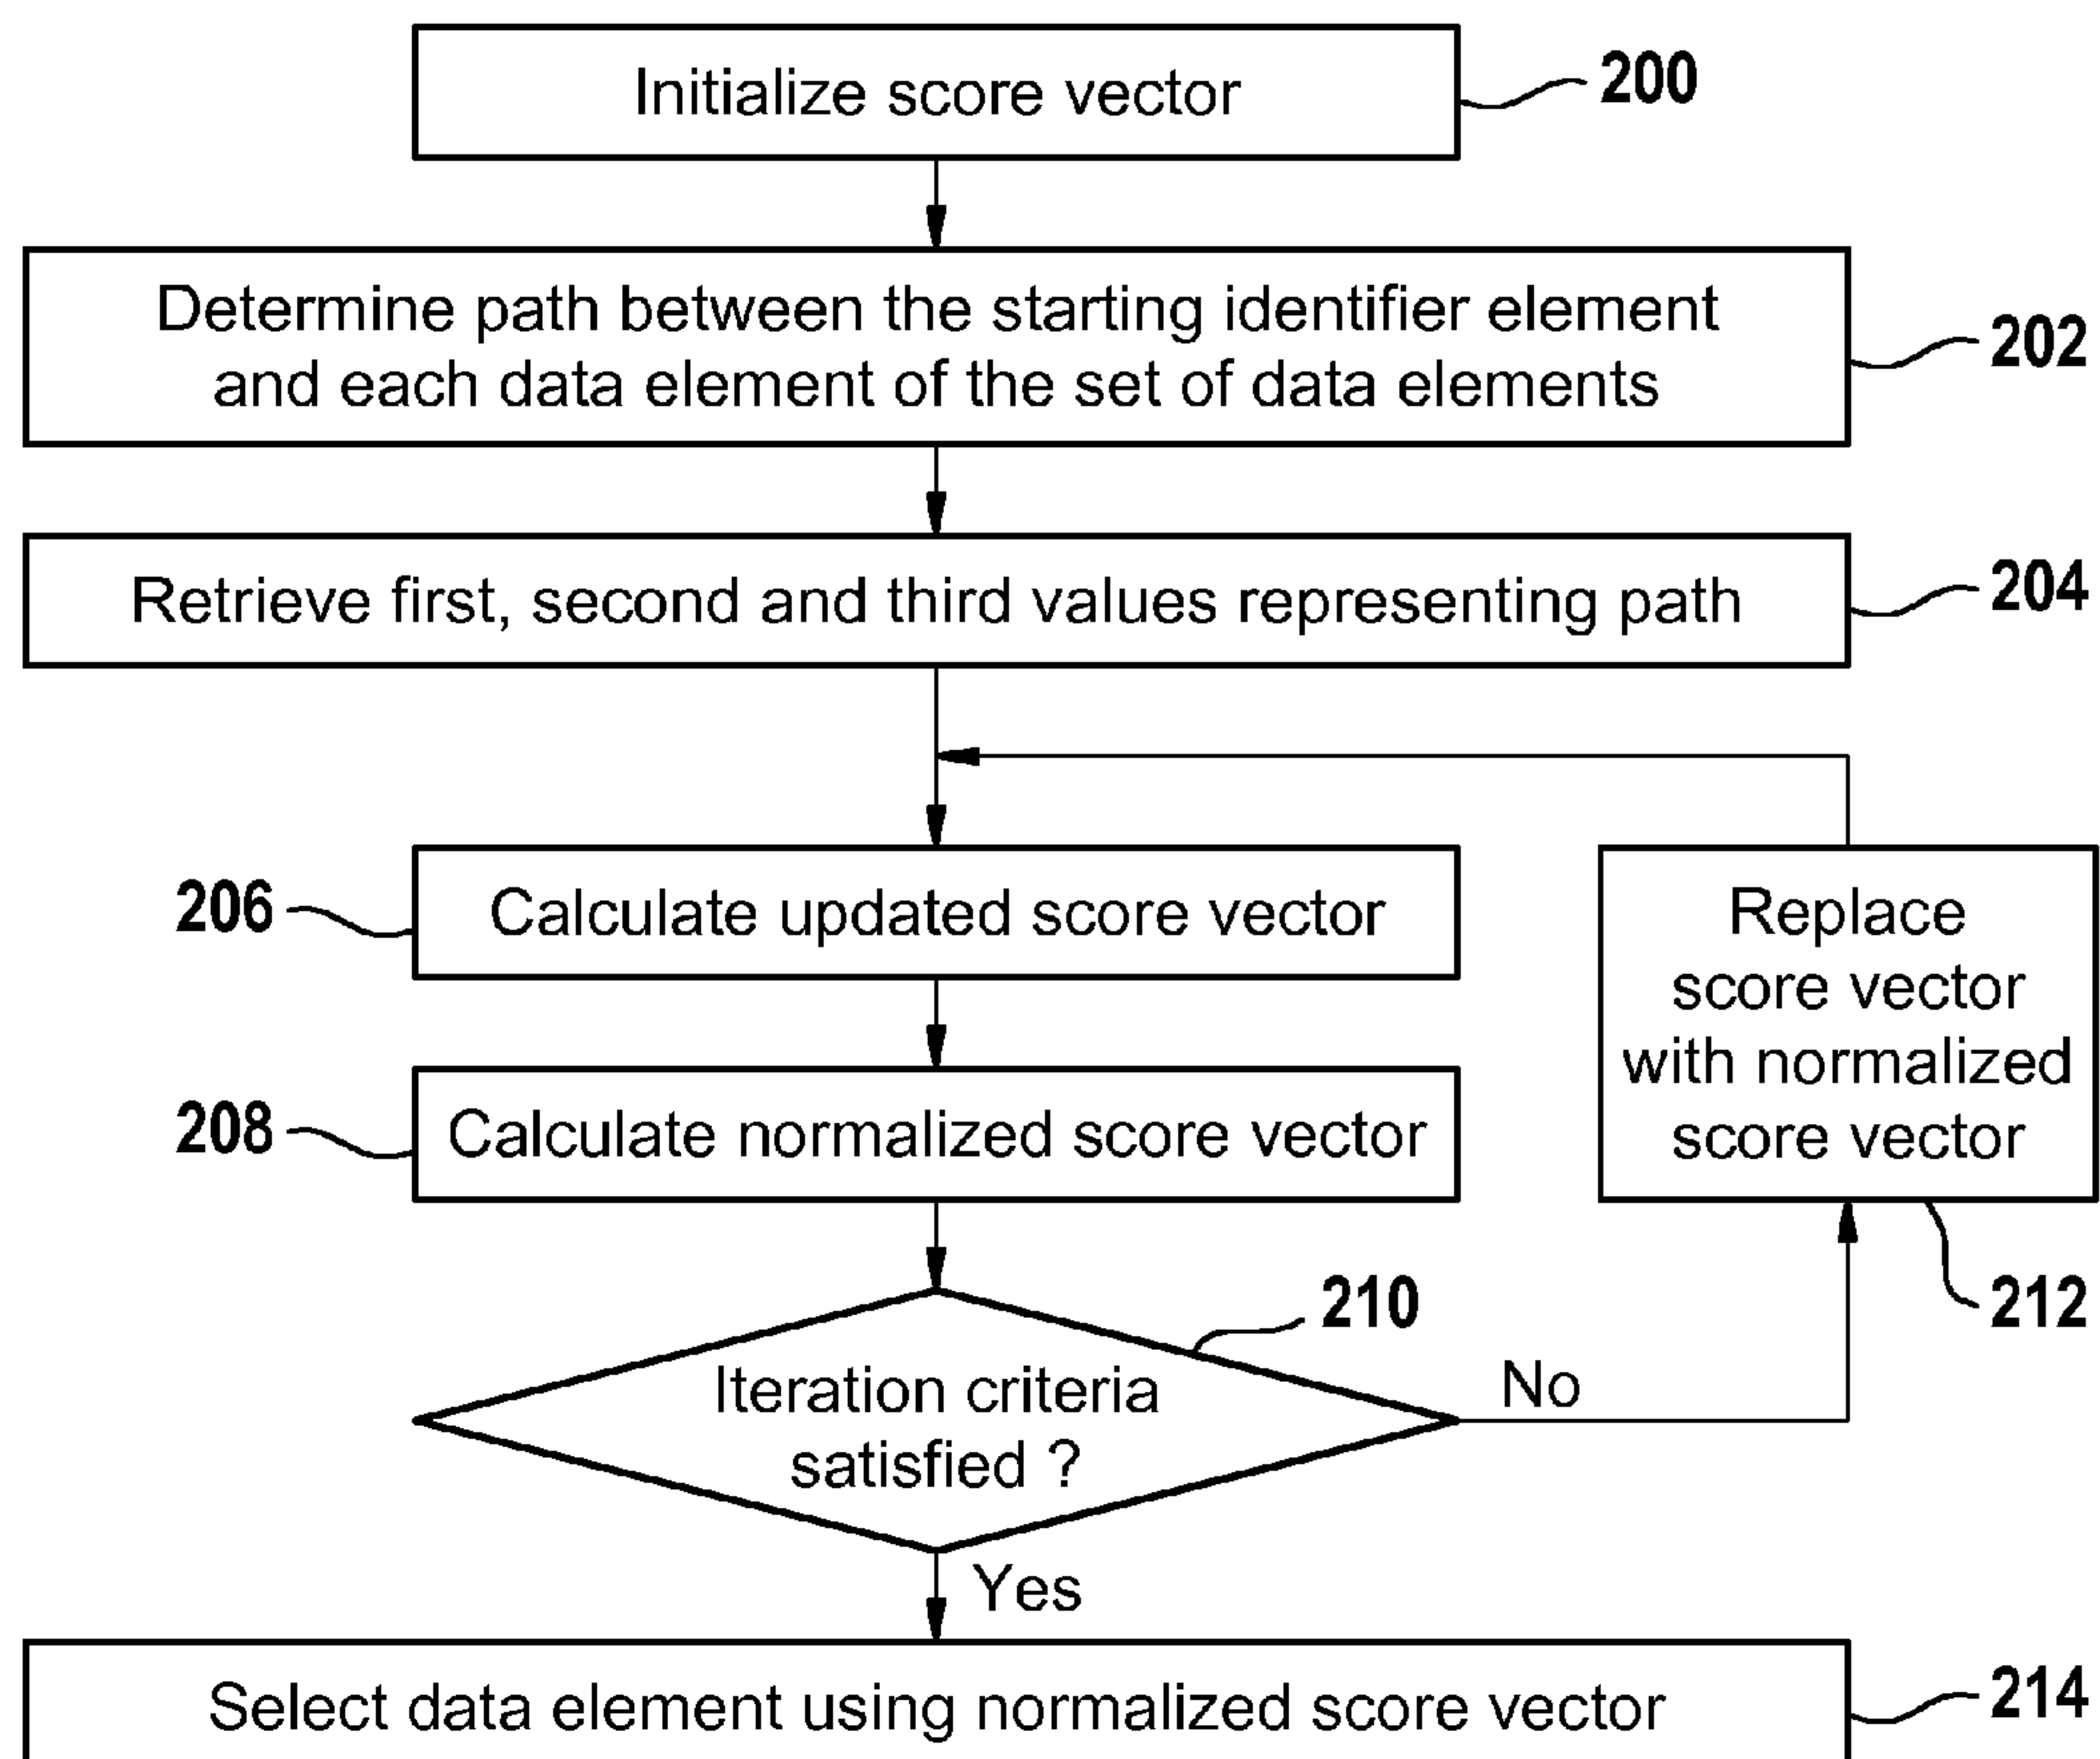 Initialize score vector
200
Determine path between the starting identifier element
and each data element of the set of data elements
202
Retrieve first, second and third values representing path
204
206
Calculate updated score vector
Replace
score vector
with normalized
score vector
208
Calculate normalized score vector
210
212
Iteration criteria
satisfied ?
No
Yes
Select data element using normalized score vector
214